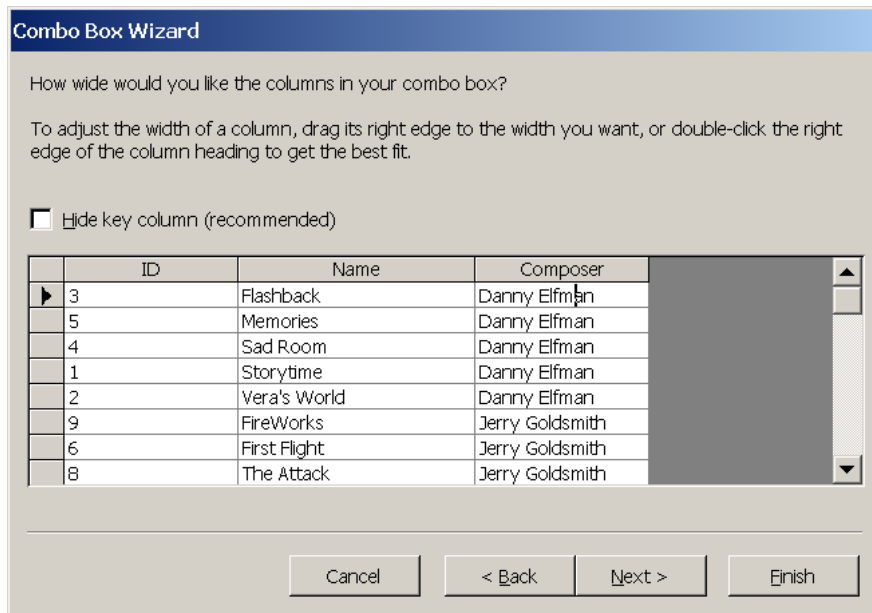 Combo Box Wizard
How wide would you like the columns in your combo box?
To adjust the width of a column, drag its right edge to the width you want, or double-click the right
edge of the column heading to get the best fit.
Hide key column (recommended)
ID Name Composer
3 Flashback Danny Elfman
5 Memories Danny Elfman
4 Sad Room Danny Elfman
1 Storytime Danny Elfman
2 Vera's World Danny Elfman
9 FireWorks Jerry Goldsmith
6 First Flight Jerry Goldsmith
8 The Attack Jerry Goldsmith
Cancel < Back Next > Finish